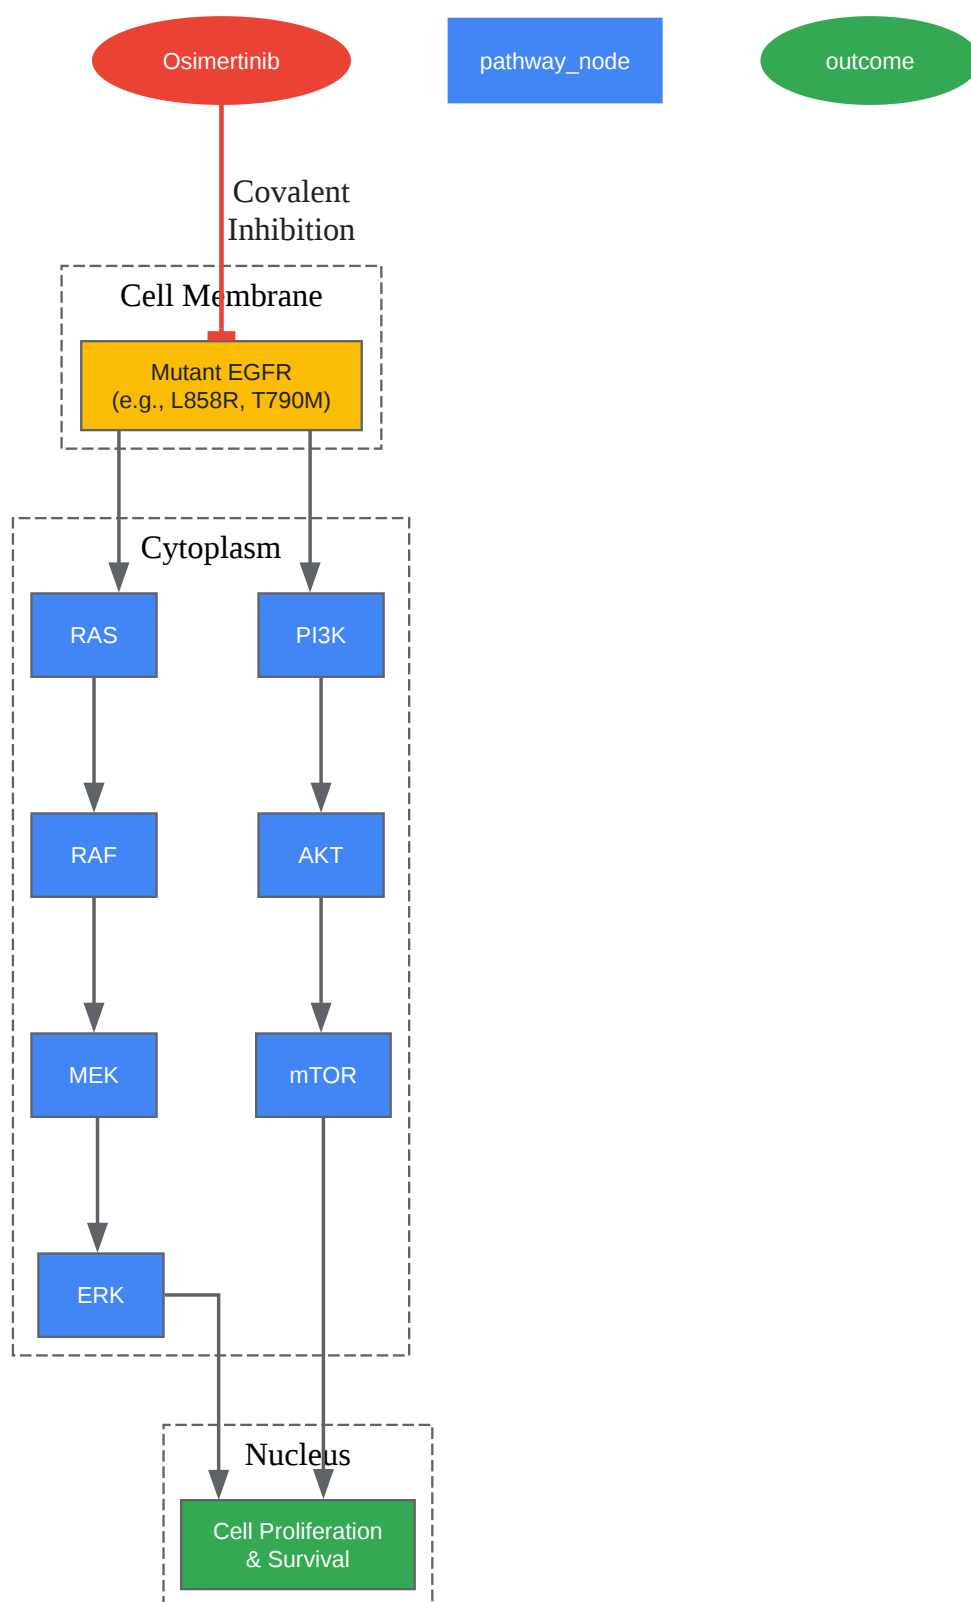 Osimertinib
pathway_node
outcome
Covalent
Inhibition
Cell Membrane
Mutant EGFR
(e.g., L858R, T790M)
Cytoplasm
RAS
PI3K
RAF
AKT
MEK
mTOR
ERK
Nucleus
Cell Proliferation
& Survival